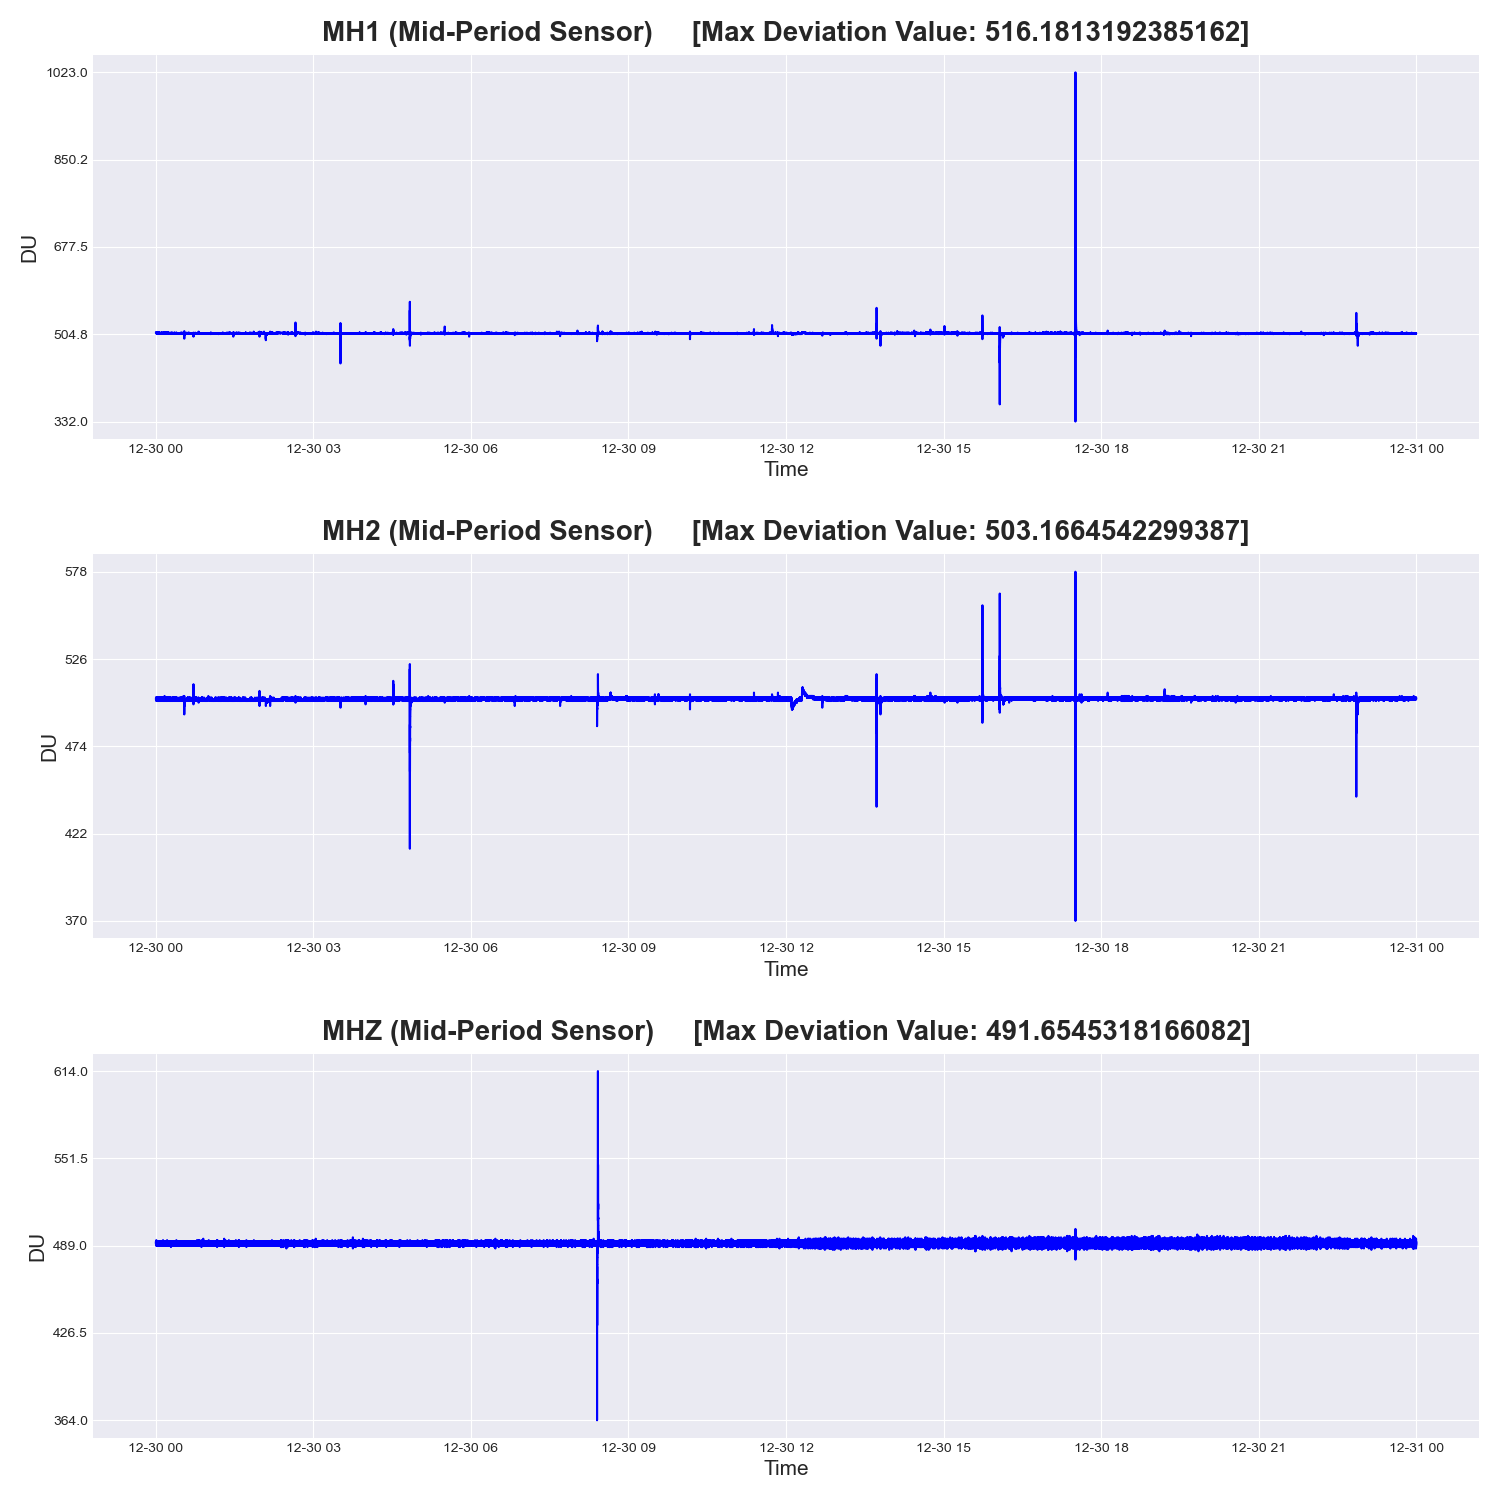 MH1 (Mid-Period Sensor) [Max Deviation Value: 516.1813192385162]
1023.0
850.2
677.5
504.8
332.0
DU
12-30 00 12-30 03 12-30 06 12-30 09 12-30 12 12-30 15 12-30 18 12-30 21 12-31 00
Time
MH2 (Mid-Period Sensor) [Max Deviation Value: 503.1664542299387]
578
526
474
422
370
DU
12-30 00 12-30 03 12-30 06 12-30 09 12-30 12 12-30 15 12-30 18 12-30 21 12-31 00
Time
MHZ (Mid-Period Sensor) [Max Deviation Value: 491.6545318166082]
614.0
551.5
489.0
426.5
364.0
DU
12-30 00 12-30 03 12-30 06 12-30 09 12-30 12 12-30 15 12-30 18 12-30 21 12-31 00
Time